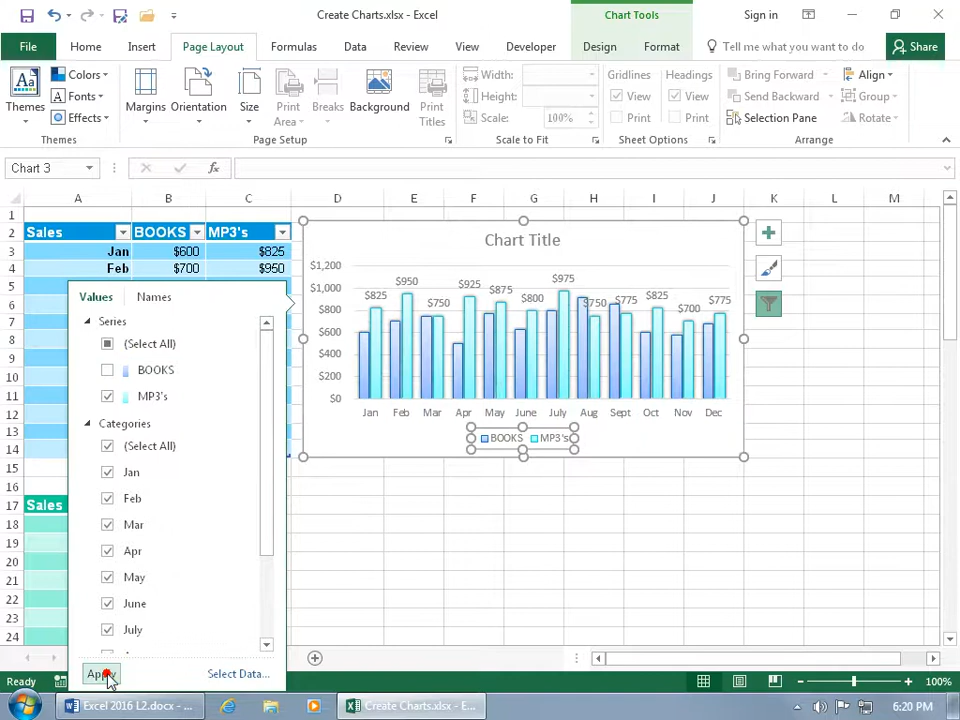 Create Charts.xlsx - Excel
Chart Tools
Sign in
File Home Insert Page Layout Formulas Data Review View Developer Design Format Tell me what you want to do Share
Themes
Colors
Fonts
Effects
Margins Orientation Size Print Area Breaks Background Print Titles
Width:
Height:
Scale: 100%
Gridlines Headings
View View
Print Print
Bring Forward
Send Backward
Selection Pane
Align
Group
Rotate
Themes Page Setup Scale to Fit Sheet Options Arrange
Chart 3
fx
A B C D E F G H I J K L M
1
2 Sales BOOKS MP3's
3 Jan $600 $825
4 Feb $700 $950
5
6
7
8
9
10
11
12
13
14
15
16
17 Sales
18
19
20
21
22
23
24
Values Names
Series
(Select All)
BOOKS
MP3's
Categories
(Select All)
Jan
Feb
Mar
Apr
May
June
July
Apply Select Data...
Chart Title
$1,200
$1,000
$800
$600
$400
$200
$0
$825 $950 $750 $925 $875 $800 $975 $750 $775 $825 $700 $775
Jan Feb Mar Apr May June July Aug Sept Oct Nov Dec
BOOKS MP3's
Ready
100%
Excel 2016 L2.docx - ...
Create Charts.xlsx - E...
6:20 PM